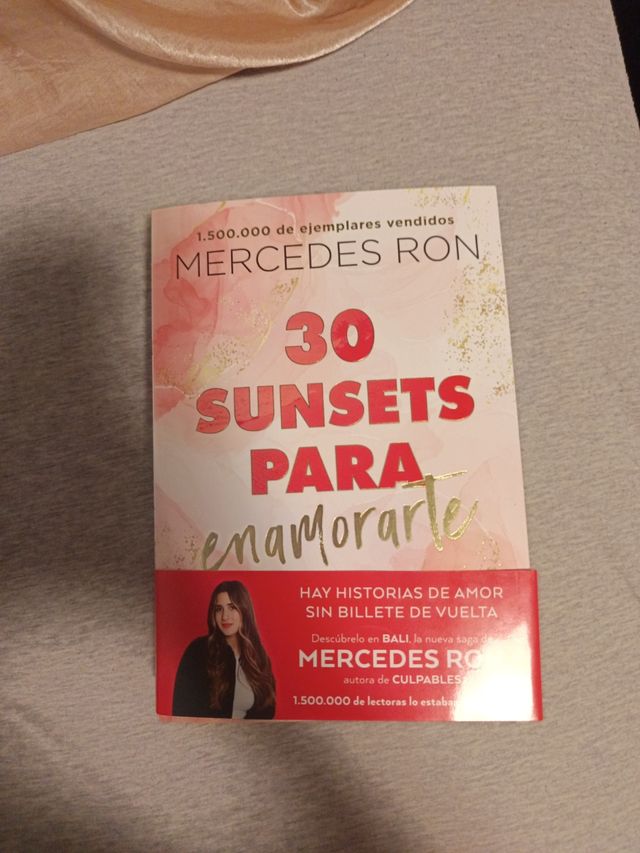 1.500.000 de ejemplares vendidos
MERCEDES RON
30
SUNSETS
PARA
enamorarte
HAY HISTORIAS DE AMOR
SIN BILLETE DE VUELTA
Descúbrelo en BALI, la nueva saga de
MERCEDES RON
autora de CULPABLES
1.500.000 de lectoras lo